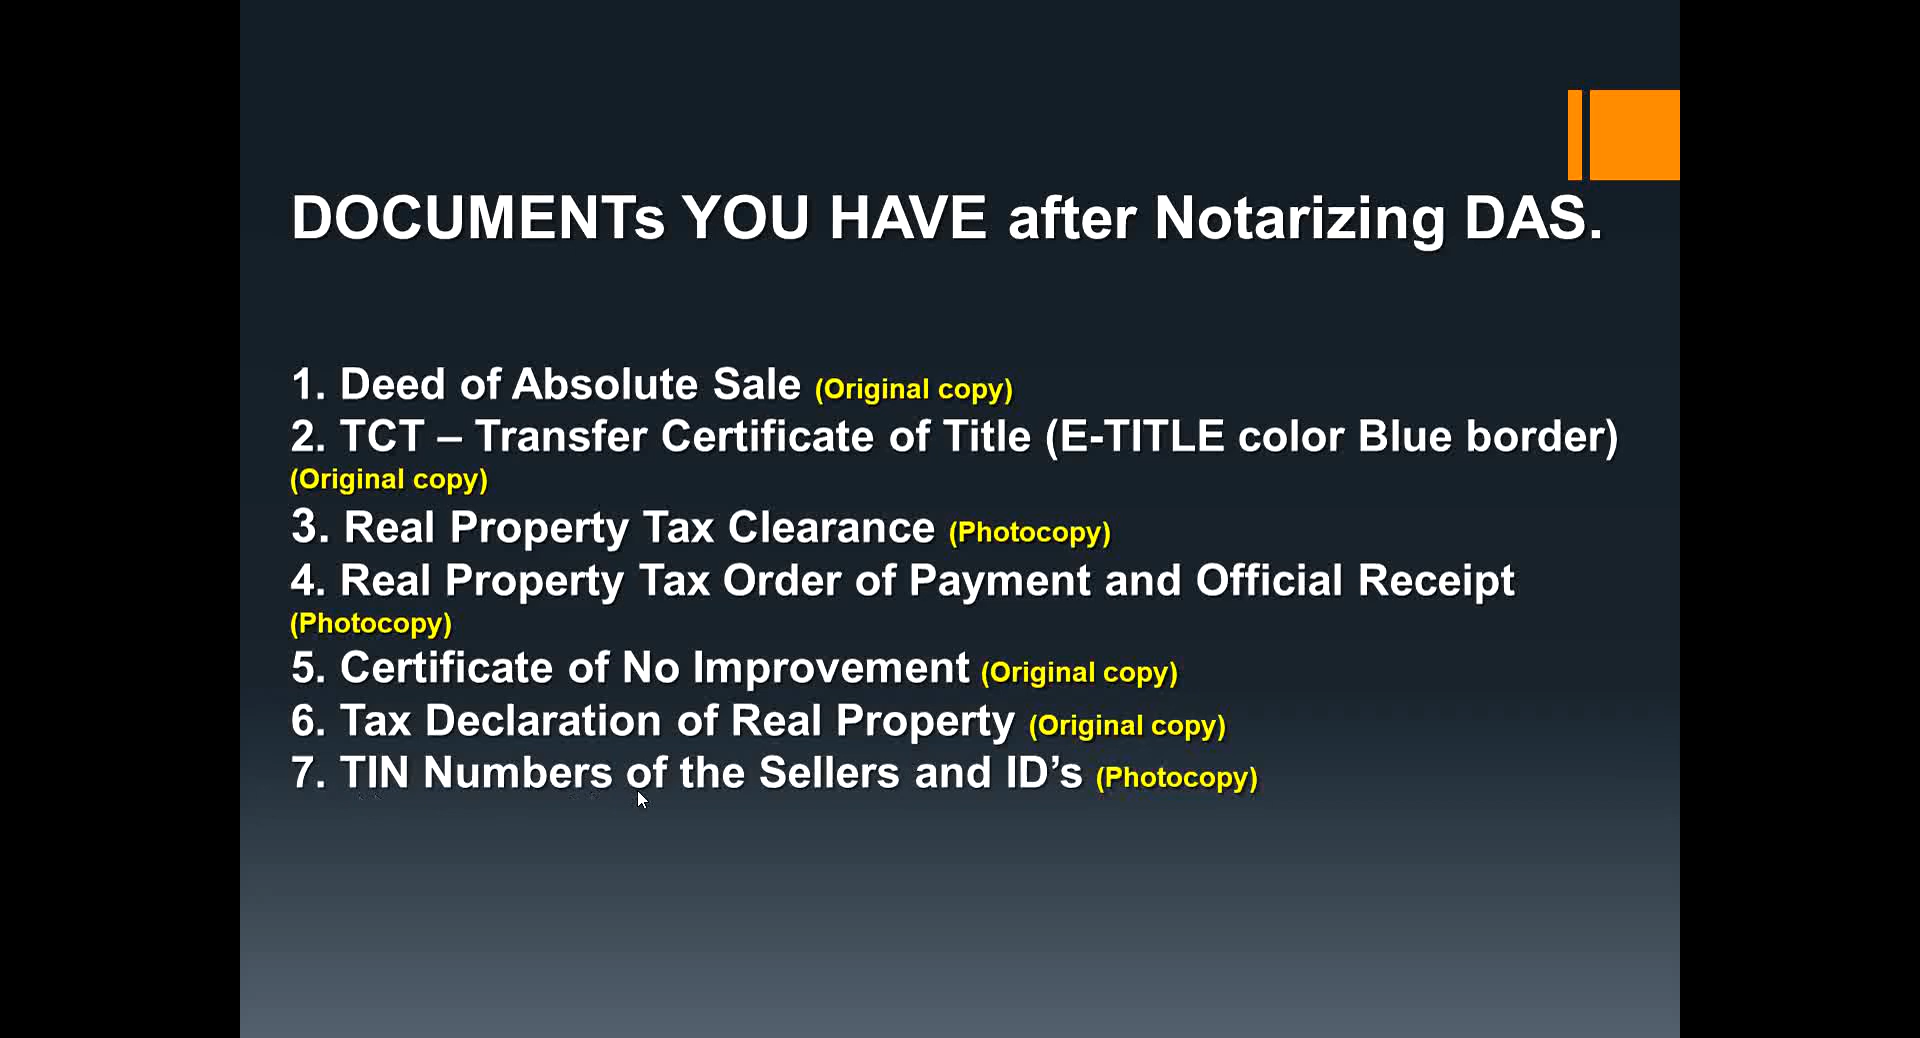 DOCUMENTs YOU HAVE after Notarizing DAS.
1. Deed of Absolute Sale (Original copy)
2. TCT – Transfer Certificate of Title (E-TITLE color Blue border)
(Original copy)
3. Real Property Tax Clearance (Photocopy)
4. Real Property Tax Order of Payment and Official Receipt
(Photocopy)
5. Certificate of No Improvement (Original copy)
6. Tax Declaration of Real Property (Original copy)
7. TIN Numbers of the Sellers and ID’s (Photocopy)